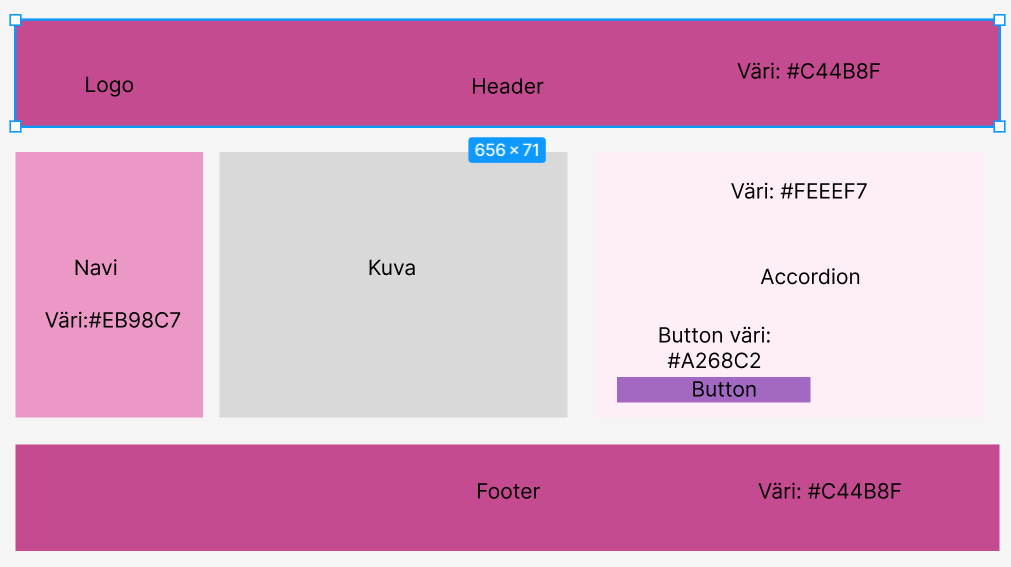 Logo
Header
Väri: #C44B8F
656 × 71
Navi
Väri:#EB98C7
Kuva
Väri: #FEEEF7
Accordion
Button väri:
#A268C2
Button
Footer
Väri: #C44B8F